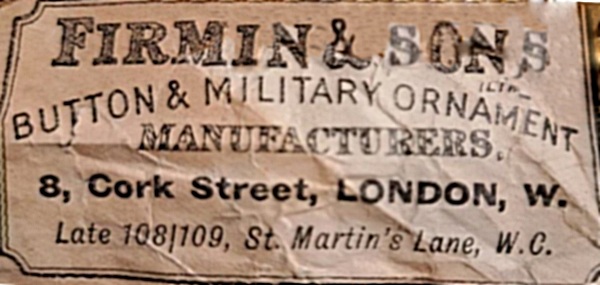 FIRMIN & SONS
LTD
BUTTON & MILITARY ORNAMENT
MANUFACTURERS.
8, Cork Street, LONDON, W.
Late 108/109, St. Martin's Lane, W.C.